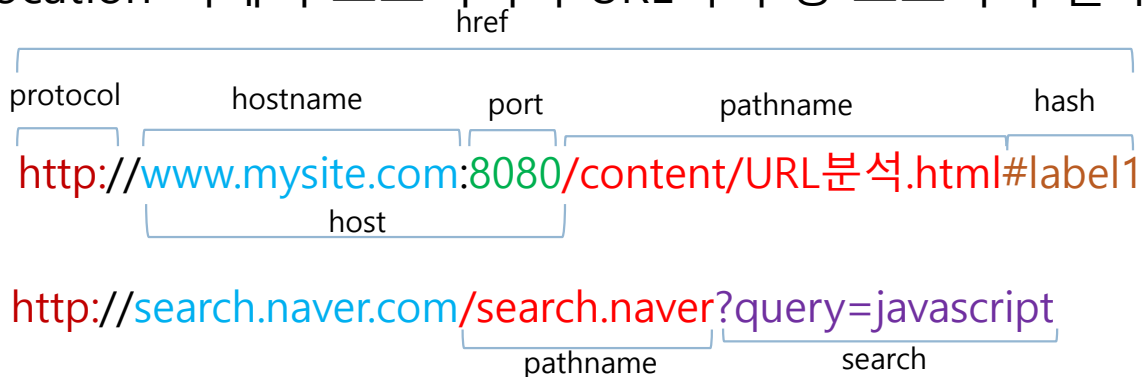 href
protocol hostname port pathname hash
http://www.mysite.com:8080/content/URL분석.html#label1
host
http://search.naver.com/search.naver?query=javascript
pathname search